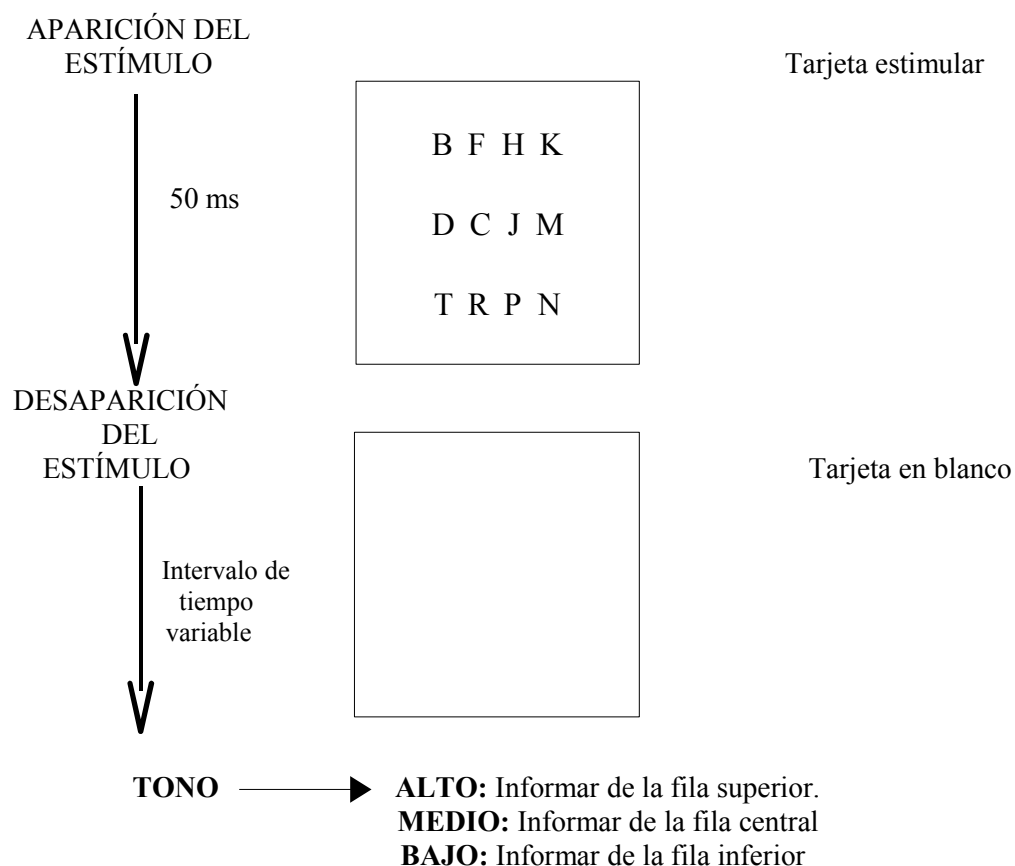 APARICIÓN DEL
ESTÍMULO
Tarjeta estimular
B F H K
50 ms
D C J M
T R P N
DESAPARICIÓN
DEL
ESTÍMULO
Tarjeta en blanco
Intervalo de
tiempo
variable
TONO
ALTO: Informar de la fila superior.
MEDIO: Informar de la fila central
BAJO: Informar de la fila inferior